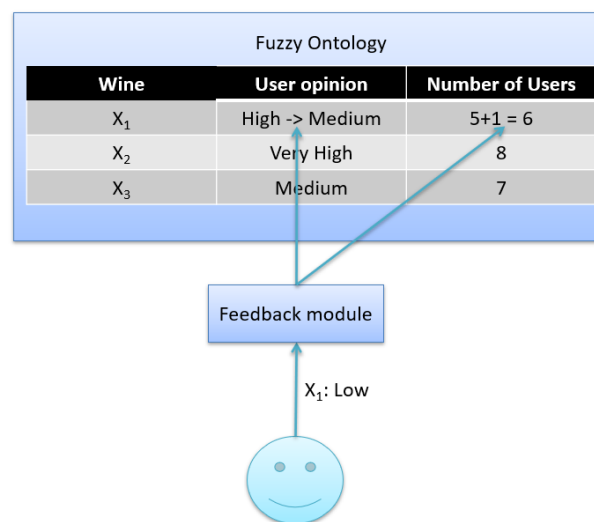 Fuzzy Ontology
Wine User opinion Number of Users
X₁ High -> Medium 5+1 = 6
X₂ Very High 8
X₃ Medium 7
Feedback module
X₁: Low